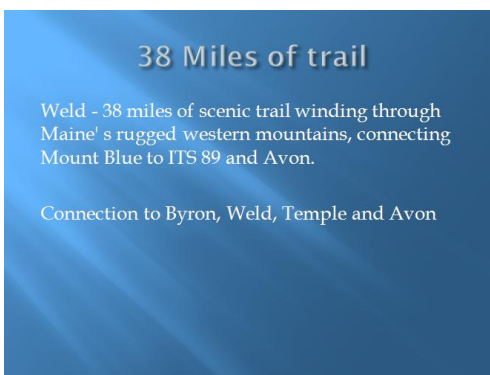 38 Miles of trail
Weld - 38 miles of scenic trail winding through
Maine' s rugged western mountains, connecting
Mount Blue to ITS 89 and Avon.
Connection to Byron, Weld, Temple and Avon